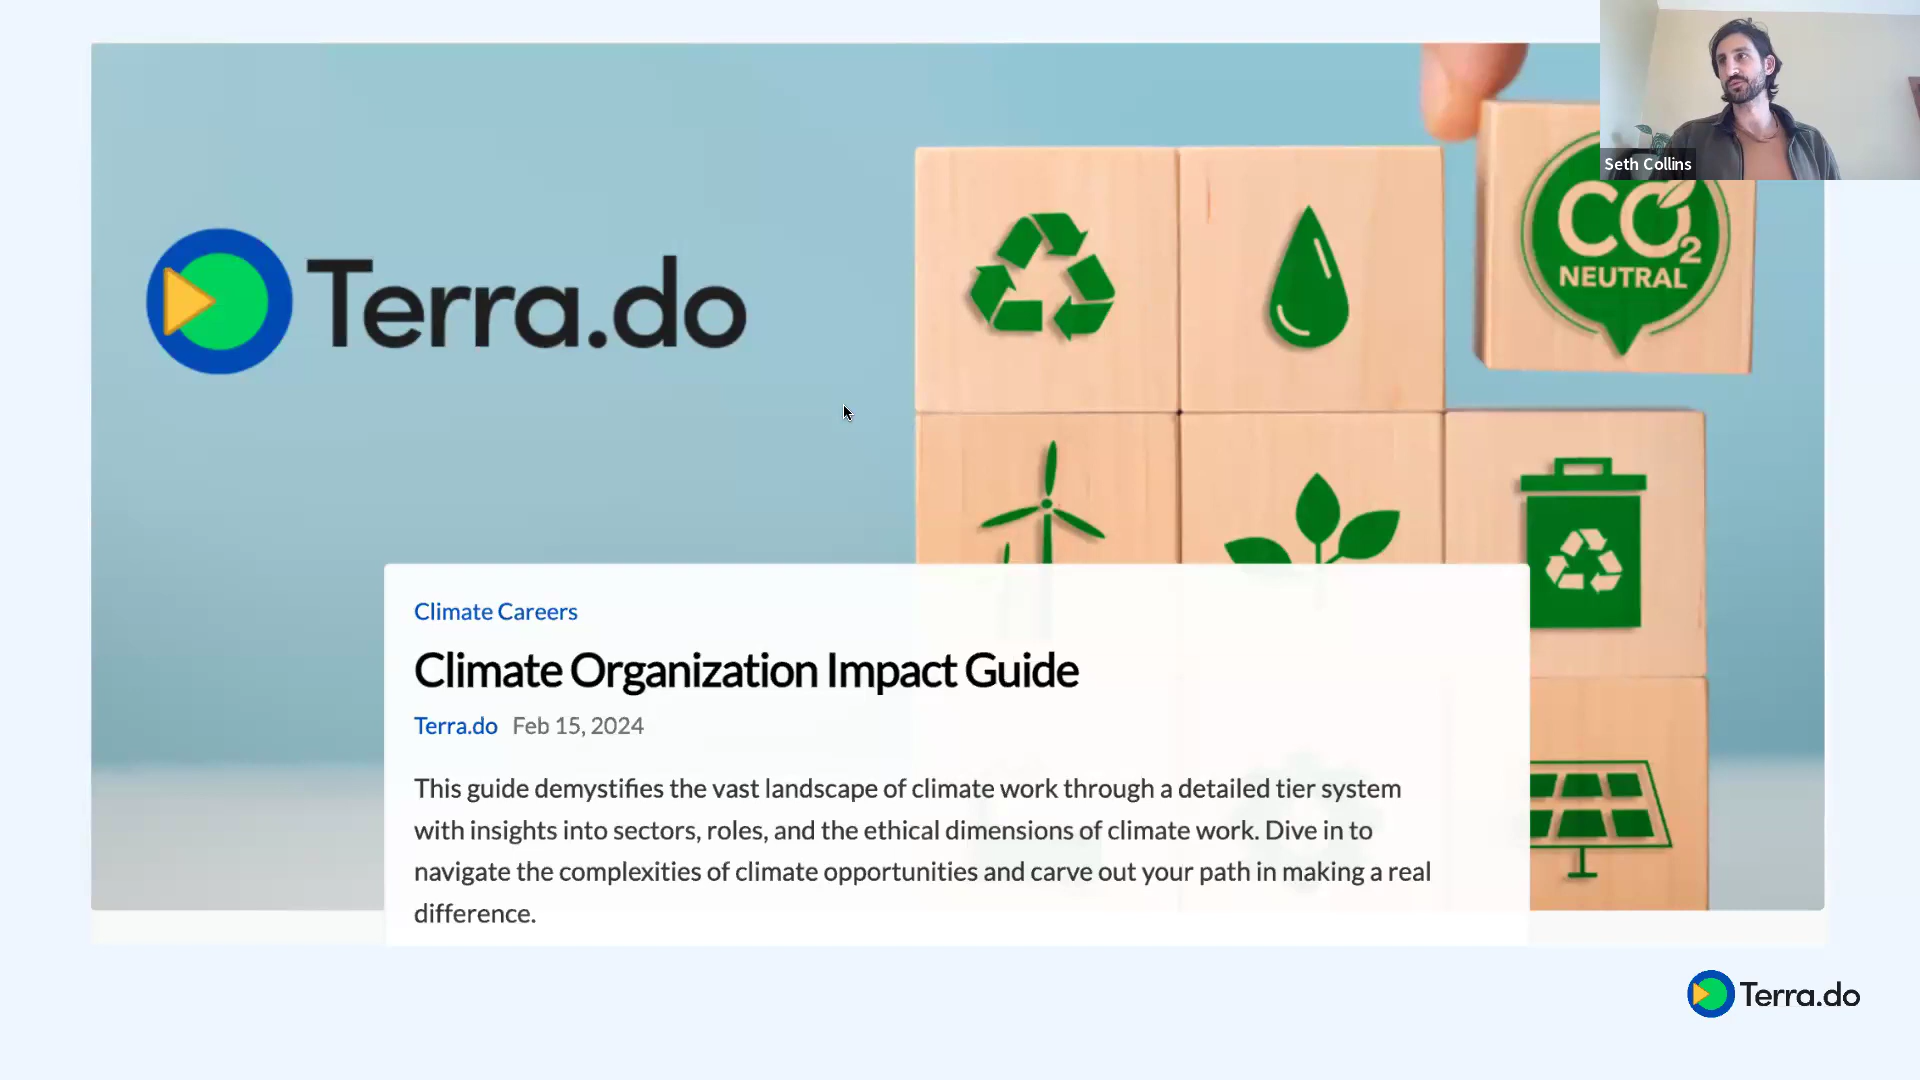 Seth Collins
Terra.do
CO2
NEUTRAL
Climate Careers
Climate Organization Impact Guide
Terra.do Feb 15, 2024
This guide demystifies the vast landscape of climate work through a detailed tier system
with insights into sectors, roles, and the ethical dimensions of climate work. Dive in to
navigate the complexities of climate opportunities and carve out your path in making a real
difference.
Terra.do